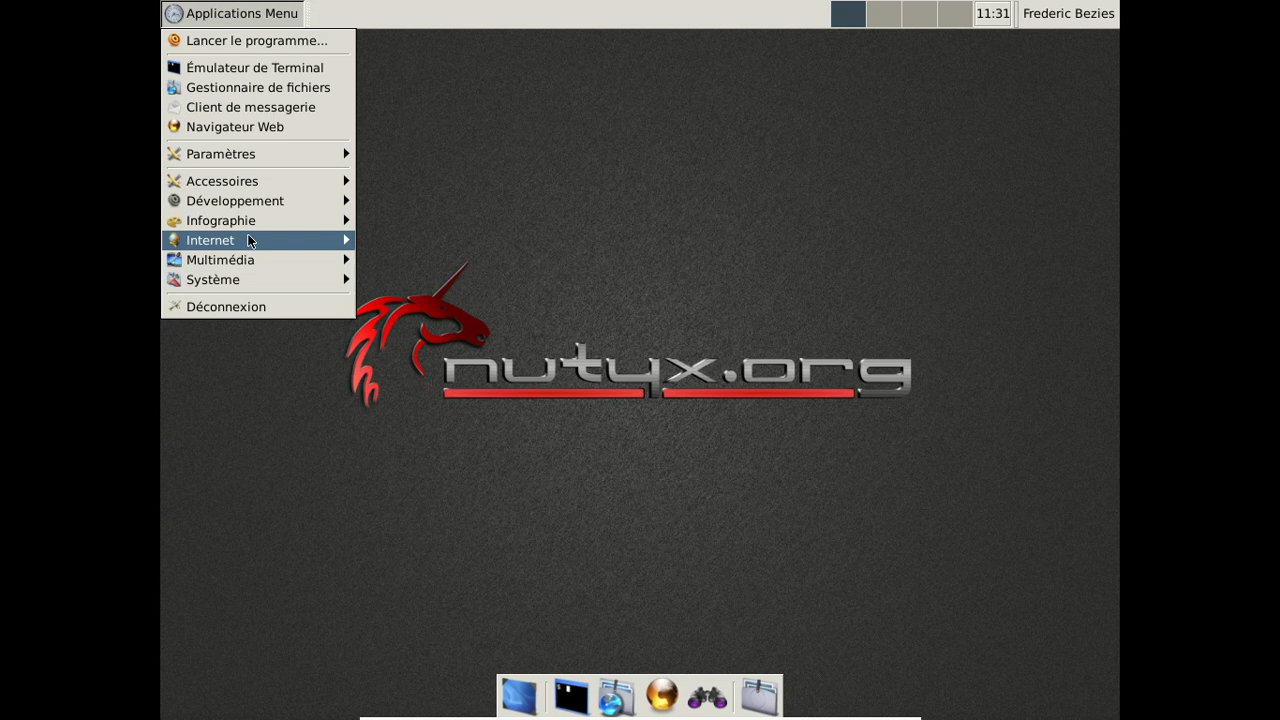 Applications Menu
11:31
Frederic Bezies
Lancer le programme...
Émulateur de Terminal
Gestionnaire de fichiers
Client de messagerie
Navigateur Web
Paramètres
Accessoires
Développement
Infographie
Internet
Multimédia
Système
Déconnexion
nutyx.org